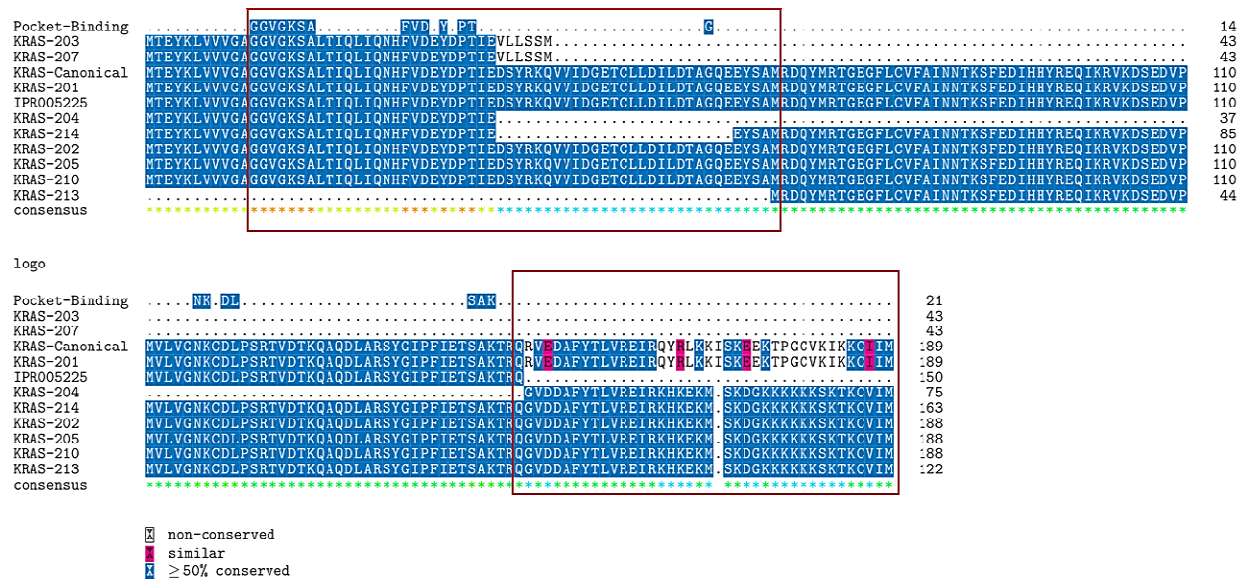 Pocket-Binding ...........GGVGKSA.........FVD.Y.PT........................G.................................................. 14
KRAS-203 MTEYKLVVVGAGGVGKSALTIQLIQNHFVDEYDPTIEVLLSSM................................................................... 43
KRAS-207 MTEYKLVVVGAGGVGKSALTIQLIQNHFVDEYDPTIEVLLSSM................................................................... 43
KRAS-Canonical MTEYKLVVVGAGGVGKSALTIQLIQNHFVDEYDPTIEDSYRKQVVIDGETCLLDILDTAGQEEYSAMRDQYMRTGEGFLCVFAINNTKSFEDIHHYREQIKRVKDSEDVP 110
KRAS-201 MTEYKLVVVGAGGVGKSALTIQLIQNHFVDEYDPTIEDSYRKQVVIDGETCLLDILDTAGQEEYSAMRDQYMRTGEGFLCVFAINNTKSFEDIHHYREQIKRVKDSEDVP 110
IPR005225 MTEYKLVVVGAGGVGKSALTIQLIQNHFVDEYDPTIEDSYRKQVVIDGETCLLDILDTAGQEEYSAMRDQYMRTGEGFLCVFAINNTKSFEDIHHYREQIKRVKDSEDVP 110
KRAS-204 MTEYKLVVVGAGGVGKSALTIQLIQNHFVDEYDPTIE......................................................................... 37
KRAS-214 MTEYKLVVVGAGGVGKSALTIQLIQNHFVDEYDPTIE.........................EYSAMRDQYMRTGEGFLCVFAINNTKSFEDIHHYREQIKRVKDSEDVP 85
KRAS-202 MTEYKLVVVGAGGVGKSALTIQLIQNHFVDEYDPTIEDSYRKQVVIDGETCLLDILDTAGQEEYSAMRDQYMRTGEGFLCVFAINNTKSFEDIHHYREQIKRVKDSEDVP 110
KRAS-205 MTEYKLVVVGAGGVGKSALTIQLIQNHFVDEYDPTIEDSYRKQVVIDGETCLLDILDTAGQEEYSAMRDQYMRTGEGFLCVFAINNTKSFEDIHHYREQIKRVKDSEDVP 110
KRAS-210 MTEYKLVVVGAGGVGKSALTIQLIQNHFVDEYDPTIEDSYRKQVVIDGETCLLDILDTAGQEEYSAMRDQYMRTGEGFLCVFAINNTKSFEDIHHYREQIKRVKDSEDVP 110
KRAS-213 ..................................................................MRDQYMRTGEGFLCVFAINNTKSFEDIHHYREQIKRVKDSEDVP 44
consensus **************************************************************************************************************
logo
Pocket-Binding .....NK.DL........................SAK.......................................... 21
KRAS-203 ............................................................................... 43
KRAS-207 ............................................................................... 43
KRAS-Canonical MVLVGNKCDLPSRTVDTKQAQDLARSYGIPFIETSAKTRQRVEDAFYTLVREIRQYRLKKISKEEKTPGCVKIKKCIIM 189
KRAS-201 MVLVGNKCDLPSRTVDTKQAQDLARSYGIPFIETSAKTRQRVEDAFYTLVREIRQYRLKKISKEEKTPGCVKIKKCIIM 189
IPR005225 MVLVGNKCDLPSRTVDTKQAQDLARSYGIPFIETSAKTRQ....................................... 150
KRAS-204 ........................................GVDDAFYTLVREIRKHKEKM.SKDGKKKKKKSKTKCVIM 75
KRAS-214 MVLVGNKCDLPSRTVDTKQAQDLARSYGIPFIETSAKTRQGVDDAFYTLVREIRKHKEKM.SKDGKKKKKKSKTKCVIM 163
KRAS-202 MVLVGNKCDLPSRTVDTKQAQDLARSYGIPFIETSAKTRQGVDDAFYTLVREIRKHKEKM.SKDGKKKKKKSKTKCVIM 188
KRAS-205 MVLVGNKCDLPSRTVDTKQAQDLARSYGIPFIETSAKTRQGVDDAFYTLVREIRKHKEKM.SKDGKKKKKKSKTKCVIM 188
KRAS-210 MVLVGNKCDLPSRTVDTKQAQDLARSYGIPFIETSAKTRQGVDDAFYTLVREIRKHKEKM.SKDGKKKKKKSKTKCVIM 188
KRAS-213 MVLVGNKCDLPSRTVDTKQAQDLARSYGIPFIETSAKTRQGVDDAFYTLVREIRKHKEKM.SKDGKKKKKKSKTKCVIM 122
consensus ************************************************************ ******************
X non-conserved
X similar
X ≥50% conserved